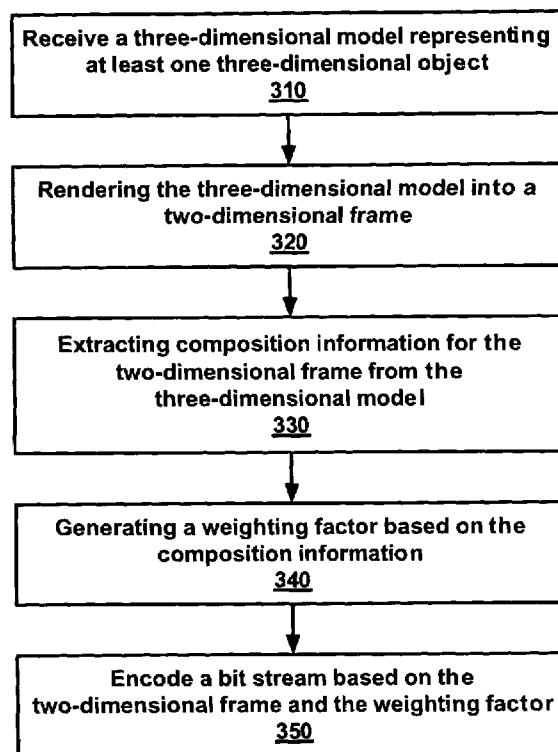 Receive a three-dimensional model representing
at least one three-dimensional object
310
Rendering the three-dimensional model into a
two-dimensional frame
320
Extracting composition information for the
two-dimensional frame from the
three-dimensional model
330
Generating a weighting factor based on the
composition information
340
Encode a bit stream based on the
two-dimensional frame and the weighting factor
350